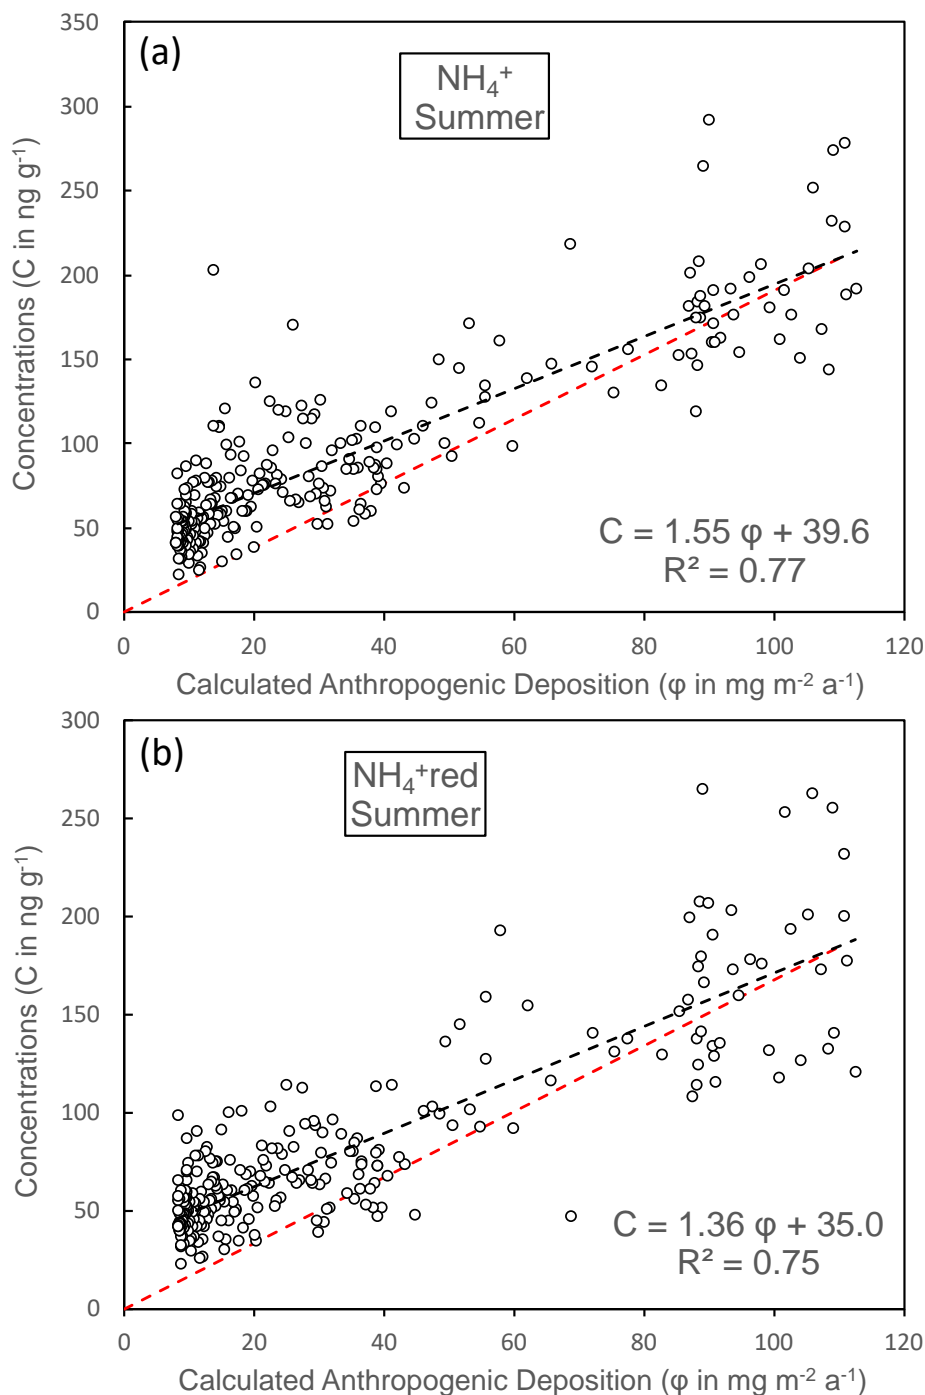 350
(a)
NH₄⁺
Summer
300
250
200
150
100
50
0
Concentrations (C in ng g⁻¹)
C = 1.55 φ + 39.6
R² = 0.77
0 20 40 60 80 100 120
Calculated Anthropogenic Deposition (φ in mg m⁻² a⁻¹)
300
(b)
NH₄⁺red
Summer
250
200
150
100
50
0
Concentrations (C in ng g⁻¹)
C = 1.36 φ + 35.0
R² = 0.75
0 20 40 60 80 100 120
Calculated Anthropogenic Deposition (φ in mg m⁻² a⁻¹)